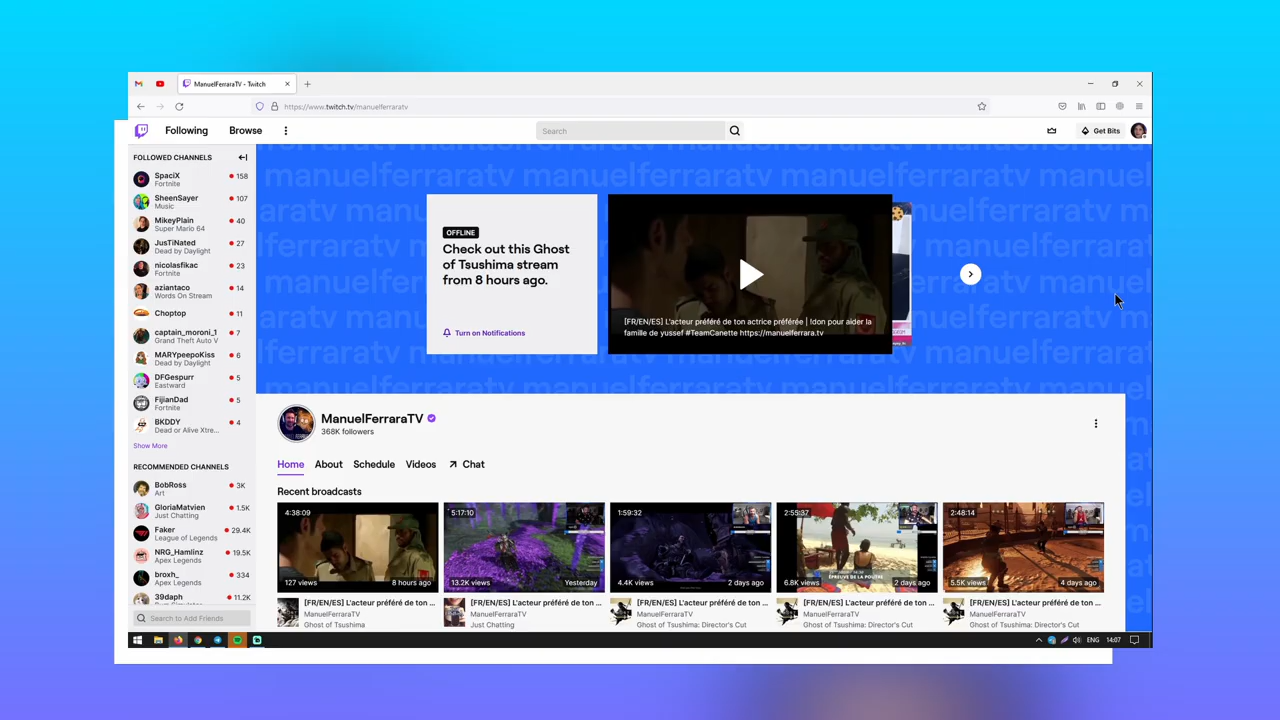 ManuelFerraraTV - Twitch
https://www.twitch.tv/manuelferraratv
Following
Browse
Search
Get Bits
FOLLOWED CHANNELS
SpaciX
158
Fortnite
SheenSayer
107
Music
MikeyPlain
40
Super Mario 64
JusTiNated
27
Dead by Daylight
nicolasfikac
23
Fortnite
aziantaco
14
Words On Stream
Choptop
11
captain_moroni_1
7
Grand Theft Auto V
MARYpeepoKiss
6
Dead by Daylight
DFGespurr
5
Eastward
FijianDad
5
Fortnite
BKDDY
4
Dead or Alive Xtre...
Show More
RECOMMENDED CHANNELS
BobRoss
3K
Art
GloriaMatvien
1.5K
Just Chatting
Faker
29.4K
League of Legends
NRG_Hamlinz
19.5K
Apex Legends
broxh_
334
Apex Legends
39daph
11.2K
Search to Add Friends
manuelferraratv manuelferraratv manuelferraratv
OFFLINE
Check out this Ghost
of Tsushima stream
from 8 hours ago.
Turn on Notifications
[FR/EN/ES] L'acteur préféré de ton actrice préférée | !don pour aider la
famille de yussef #TeamCanette https://manuelferrara.tv
ManuelFerraraTV
368K followers
Home
About
Schedule
Videos
Chat
Recent broadcasts
4:38:09
127 views
8 hours ago
[FR/EN/ES] L'acteur préféré de ton ...
ManuelFerraraTV
Ghost of Tsushima
5:17:10
13.2K views
Yesterday
[FR/EN/ES] L'acteur préféré de ton ...
ManuelFerraraTV
Just Chatting
1:59:32
4.4K views
2 days ago
[FR/EN/ES] L'acteur préféré de ton ...
ManuelFerraraTV
Ghost of Tsushima: Director's Cut
2:55:37
ÉPREUVE DE LA POULTRE
6.8K views
2 days ago
[FR/EN/ES] L'acteur préféré de ton ...
ManuelFerraraTV
Ghost of Tsushima: Director's Cut
2:48:14
5.5K views
4 days ago
[FR/EN/ES] L'acteur préféré de ton ...
ManuelFerraraTV
Ghost of Tsushima: Director's Cut
ENG
14:07